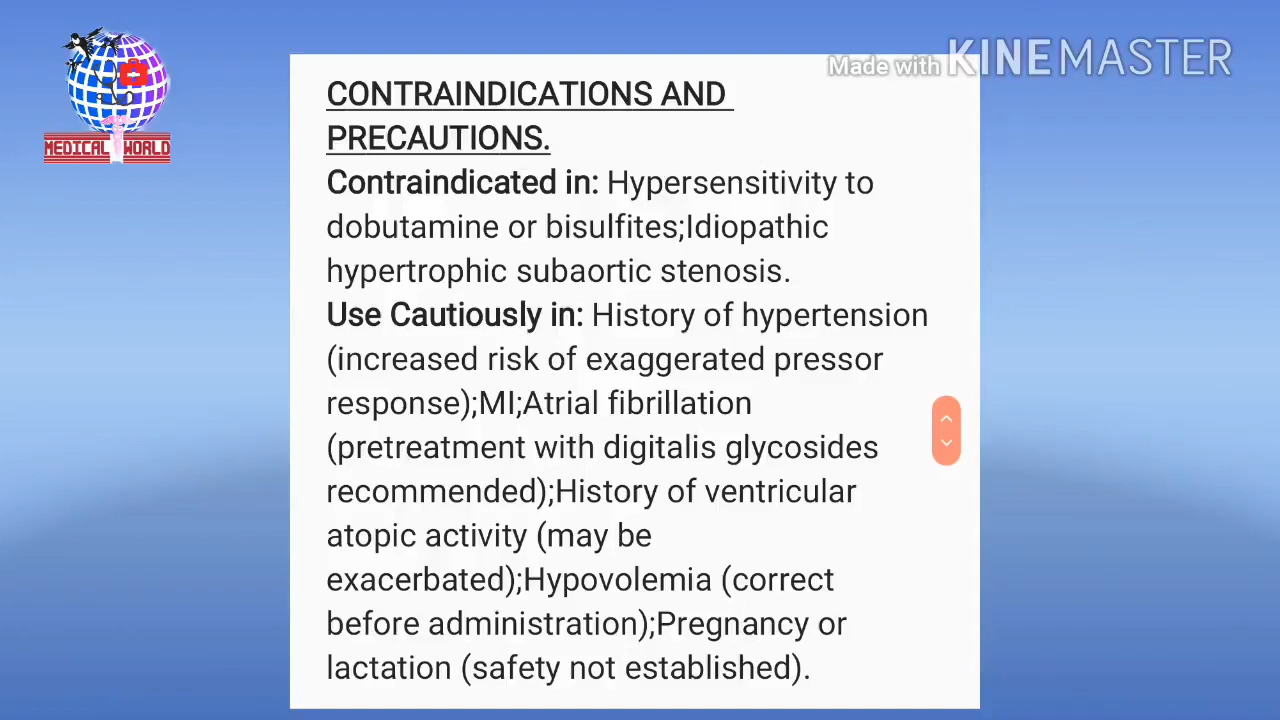 Made with KINEMASTER
MEDICAL WORLD
CONTRAINDICATIONS AND
PRECAUTIONS.
Contraindicated in: Hypersensitivity to
dobutamine or bisulfites;Idiopathic
hypertrophic subaortic stenosis.
Use Cautiously in: History of hypertension
(increased risk of exaggerated pressor
response);MI;Atrial fibrillation
(pretreatment with digitalis glycosides
recommended);History of ventricular
atopic activity (may be
exacerbated);Hypovolemia (correct
before administration);Pregnancy or
lactation (safety not established).